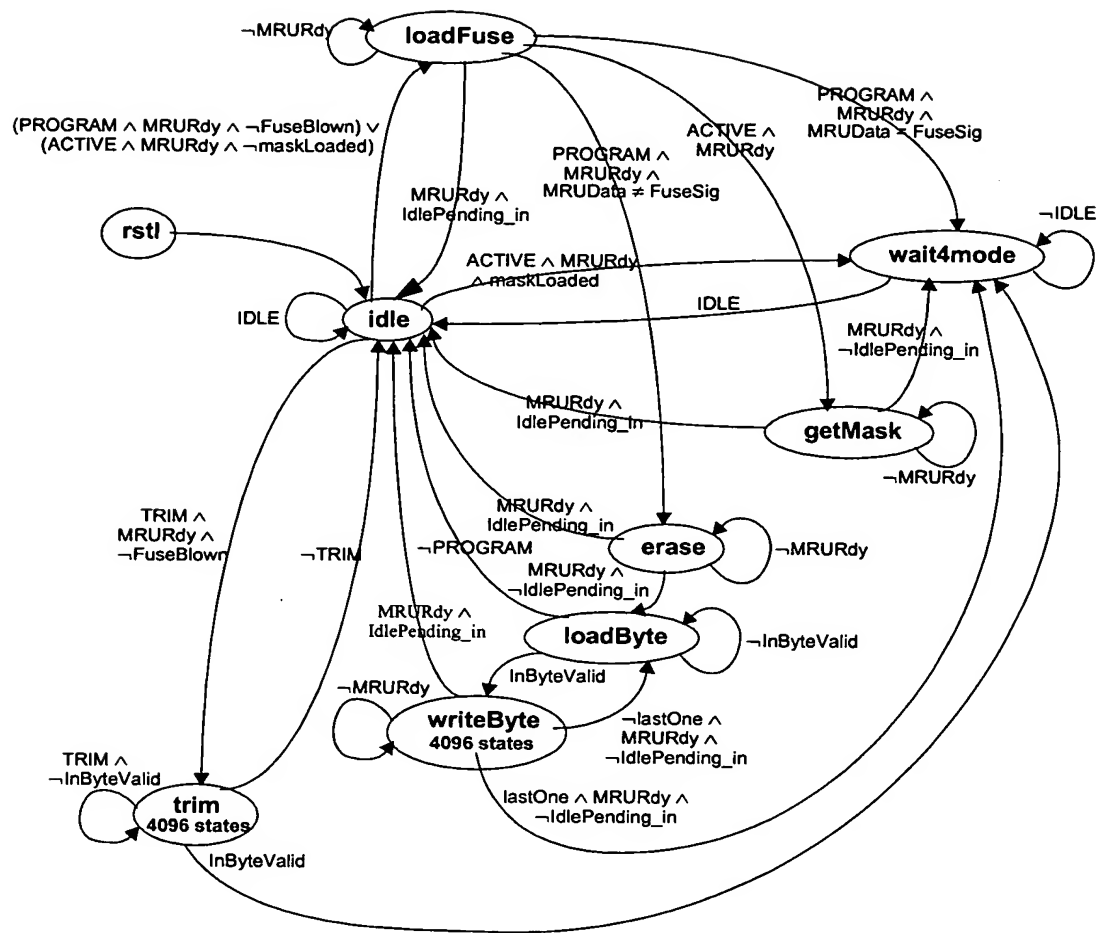 ¬MRURdy
loadFuse
(PROGRAM ∧ MRURdy ∧ ¬FuseBlown) ∨
(ACTIVE ∧ MRURdy ∧ ¬maskLoaded)
PROGRAM ∧
MRURdy ∧
MRUData = FuseSig
ACTIVE ∧
MRURdy
PROGRAM ∧
MRURdy ∧
MRUData ≠ FuseSig
MRURdy ∧
IdlePending_in
rstl
¬IDLE
wait4mode
ACTIVE ∧ MRURdy
∧ maskLoaded
IDLE
idle
IDLE
MRURdy ∧
¬IdlePending_in
MRURdy ∧
IdlePending_in
getMask
¬MRURdy
TRIM ∧
MRURdy ∧
¬FuseBlown
¬TRIM
MRURdy ∧
IdlePending_in
erase
¬MRURdy
¬PROGRAM
MRURdy ∧
¬IdlePending_in
MRURdy ∧
IdlePending_in
loadByte
¬InByteValid
InByteValid
¬MRURdy
writeByte
4096 states
¬lastOne ∧
MRURdy ∧
¬IdlePending_in
TRIM ∧
¬InByteValid
trim
4096 states
lastOne ∧ MRURdy ∧
¬IdlePending_in
InByteValid